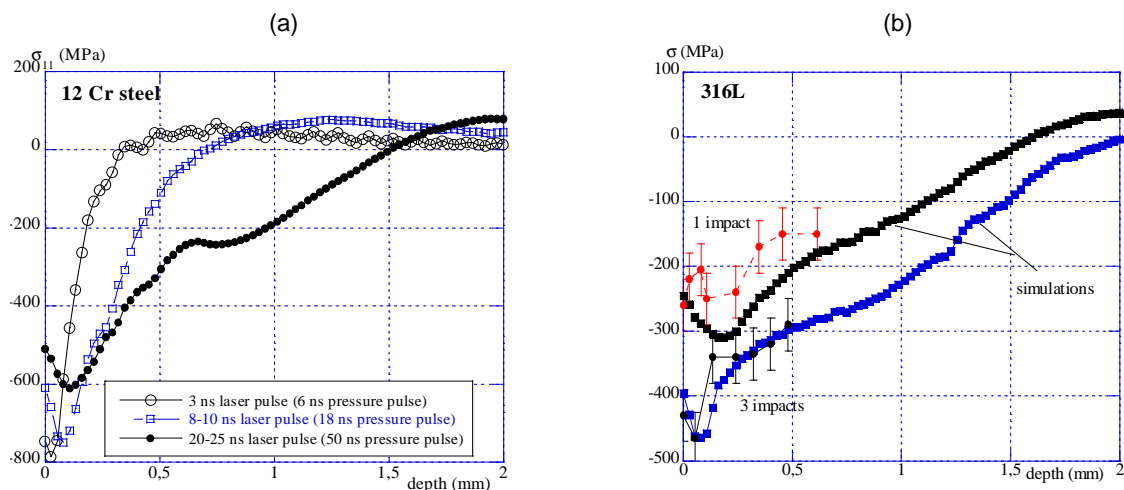 (a)
σ11 (MPa)
200
0
-200
-400
-600
-800
12 Cr steel
3 ns laser pulse (6 ns pressure pulse)
8-10 ns laser pulse (18 ns pressure pulse)
20-25 ns laser pulse (50 ns pressure pulse)
0 0,5 1 1,5 2
depth (mm)
(b)
σ (MPa)
100
0
-100
-200
-300
-400
-500
316L
1 impact
simulations
3 impacts
0 0,5 1 1,5 2
depth (mm)